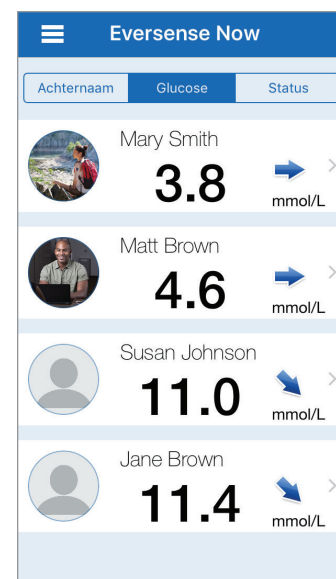 Eversense Now
Achternaam Glucose Status
Mary Smith
3.8
mmol/L
Matt Brown
4.6
mmol/L
Susan Johnson
11.0
mmol/L
Jane Brown
11.4
mmol/L